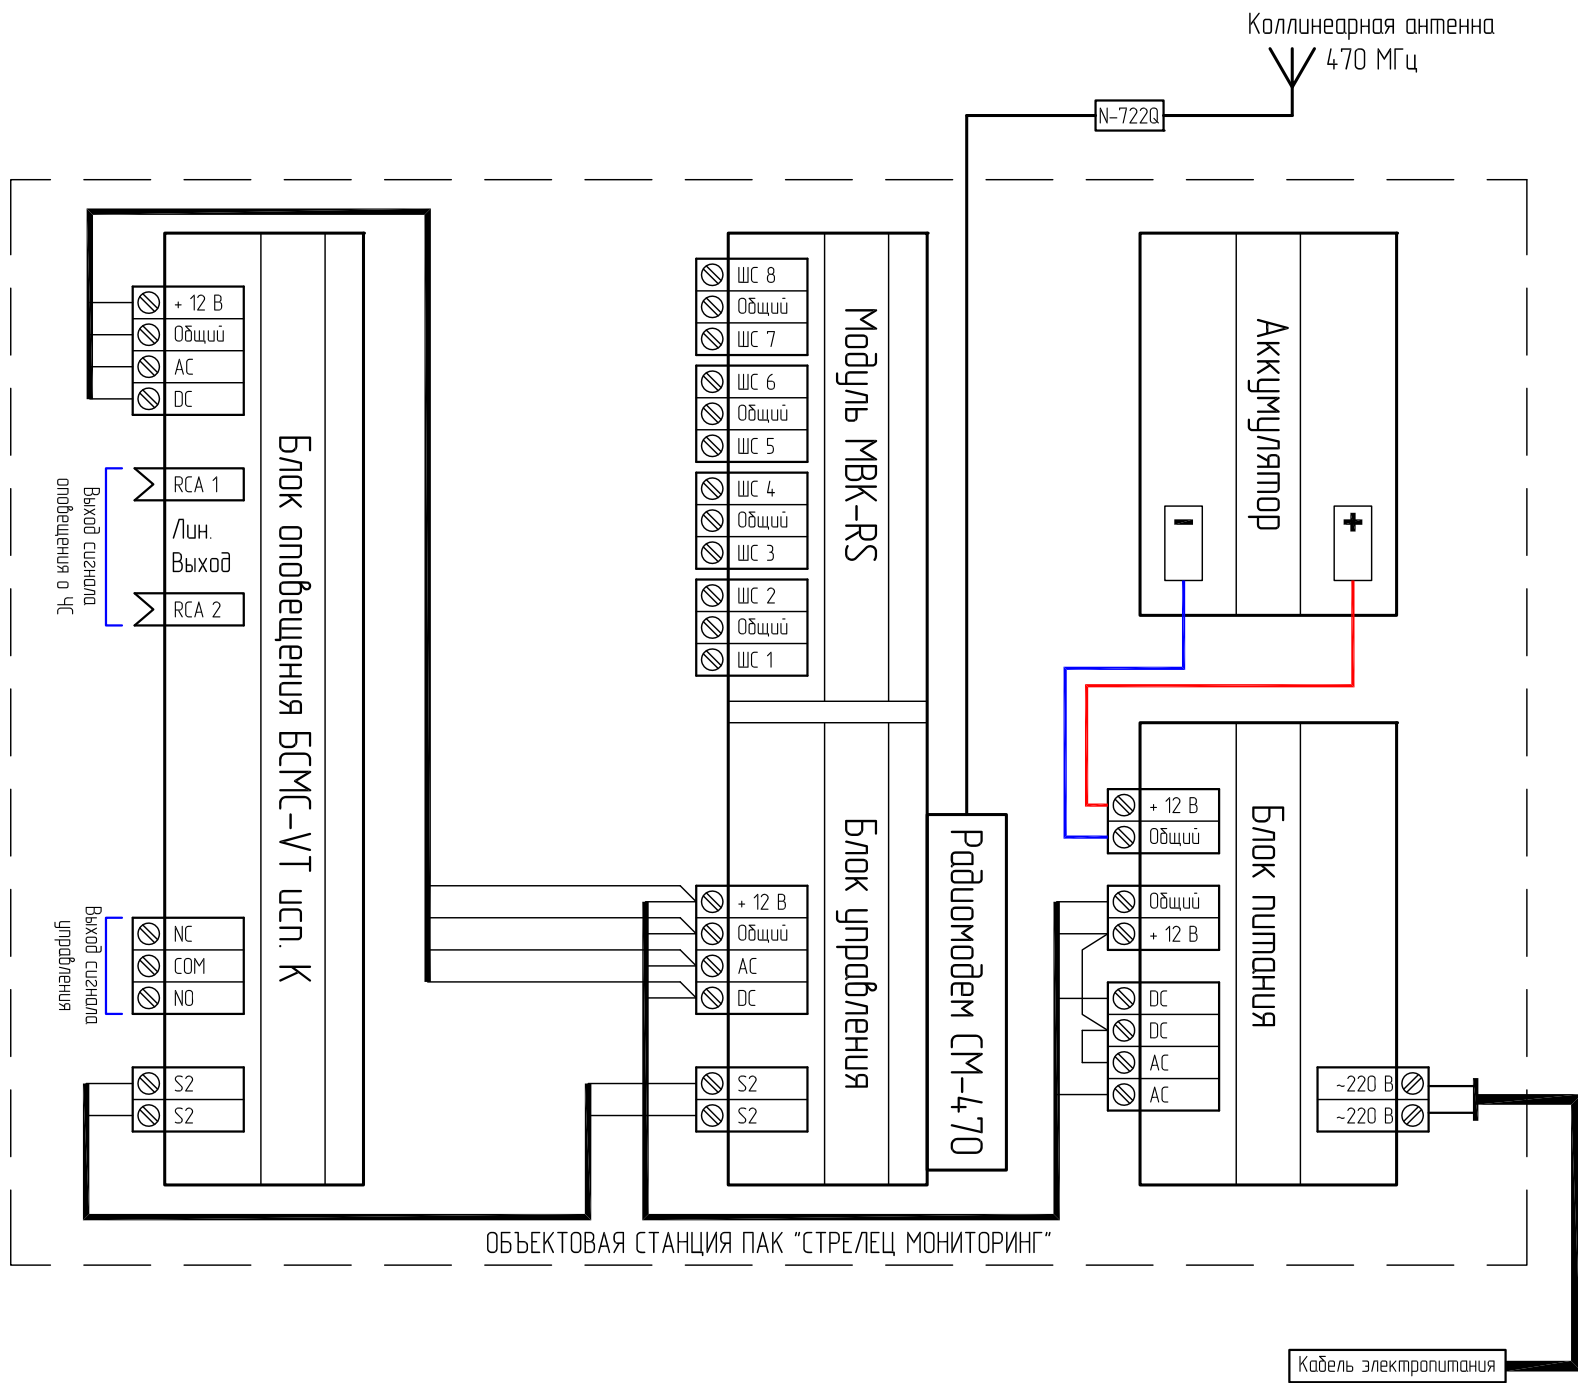 Коллинеарная антенна
470 МГц
N-722Q
+ 12 В
Общий
AC
DC
RCA 1
Лин.
Выход
RCA 2
Выход сигнала
оповещения о ЧС
NC
COM
NO
Выход сигнала
управления
S2
S2
Блок оповещения БСМС-VT исп. К
ШС 8
Общий
ШС 7
ШС 6
Общий
ШС 5
ШС 4
Общий
ШС 3
ШС 2
Общий
ШС 1
Модуль МВК-RS
+ 12 В
Общий
AC
DC
S2
S2
Блок управления
Радиомодем СМ-470
Аккумулятор
-
+
+ 12 В
Общий
Общий
+ 12 В
DC
DC
AC
AC
Блок питания
~220 В
~220 В
ОБЪЕКТОВАЯ СТАНЦИЯ ПАК "СТРЕЛЕЦ МОНИТОРИНГ"
Кабель электропитания